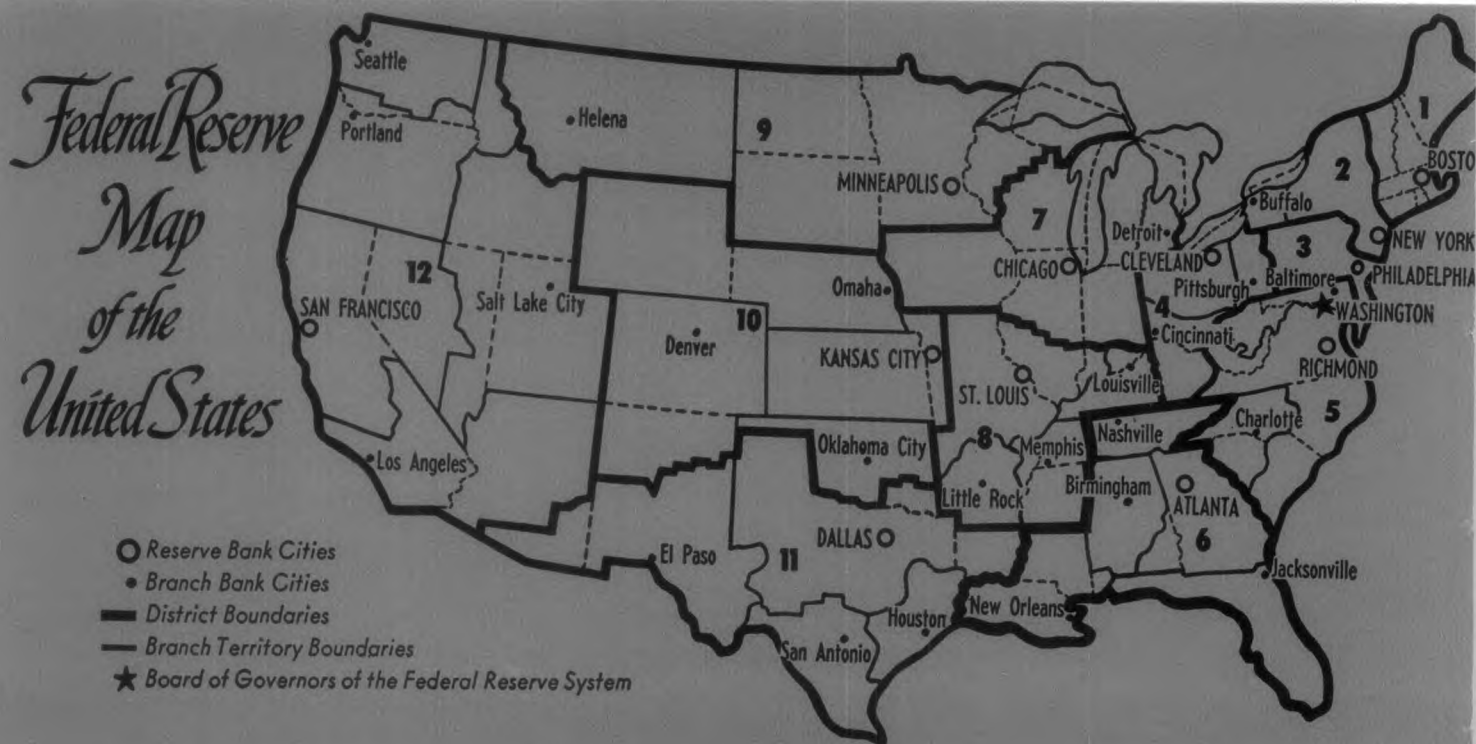 Federal Reserve
Map
of the
United States
Seattle
Portland
Helena
9
MINNEAPOLIS
1
BOSTO
2
Buffalo
NEW YORK
3
PHILADELPHIA
7
Detroit
CHICAGO
CLEVELAND
Pittsburgh
Baltimore
WASHINGTON
12
SAN FRANCISCO
Salt Lake City
Omaha
10
Denver
KANSAS CITY
ST. LOUIS
4
Cincinnati
Louisville
RICHMOND
5
Charlotte
Los Angeles
Oklahoma City
8
Memphis
Nashville
Little Rock
Birmingham
ATLANTA
6
DALLAS
El Paso
11
Jacksonville
New Orleans
Houston
San Antonio
Reserve Bank Cities
Branch Bank Cities
District Boundaries
Branch Territory Boundaries
Board of Governors of the Federal Reserve System